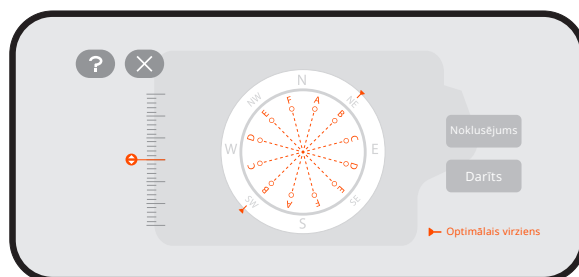 ?
N
NW
NE
F
A
E
B
D
C
W
E
C
D
B
E
A
F
SW
SE
S
Noklusējums
Darīts
Optimālais virziens